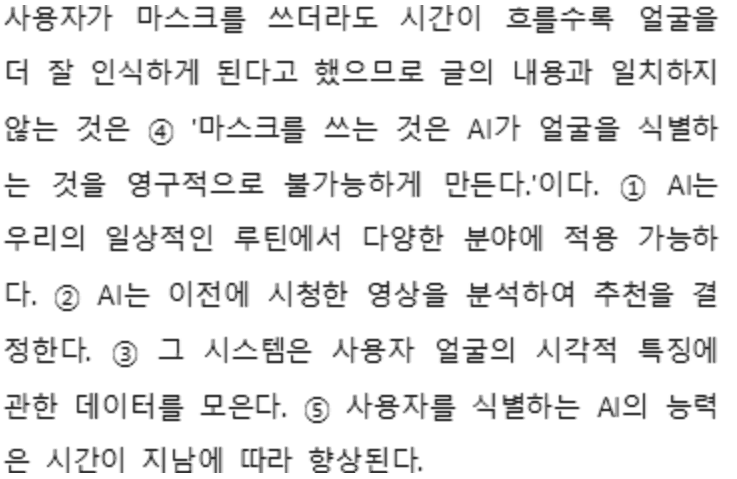 사용자가 마스크를 쓰더라도 시간이 흐를수록 얼굴을
더 잘 인식하게 된다고 했으므로 글의 내용과 일치하지
않는 것은 ④ '마스크를 쓰는 것은 AI가 얼굴을 식별하
는 것을 영구적으로 불가능하게 만든다.'이다. ① AI는
우리의 일상적인 루틴에서 다양한 분야에 적용 가능하
다. ② AI는 이전에 시청한 영상을 분석하여 추천을 결
정한다. ③ 그 시스템은 사용자 얼굴의 시각적 특징에
관한 데이터를 모은다. ⑤ 사용자를 식별하는 AI의 능력
은 시간이 지남에 따라 향상된다.